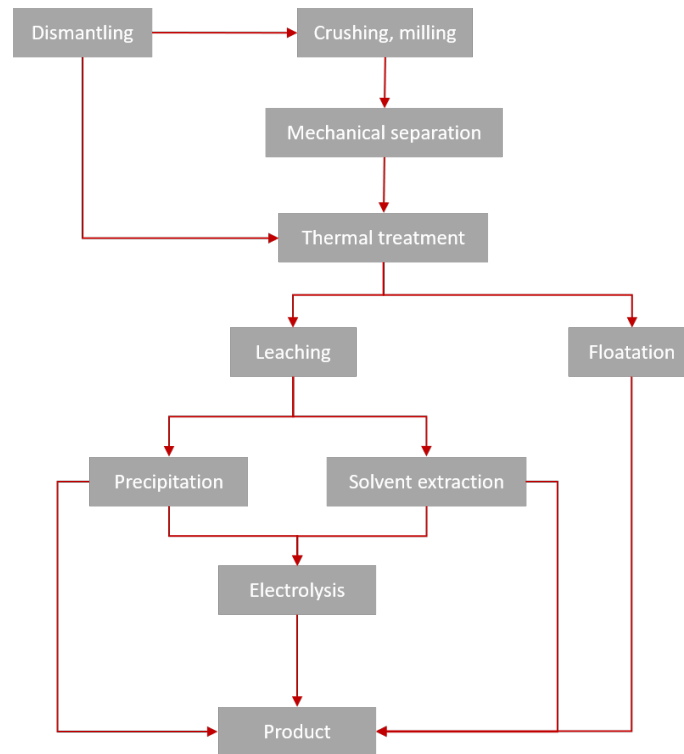 Dismantling
Crushing, milling
Mechanical separation
Thermal treatment
Leaching
Floatation
Precipitation
Solvent extraction
Electrolysis
Product